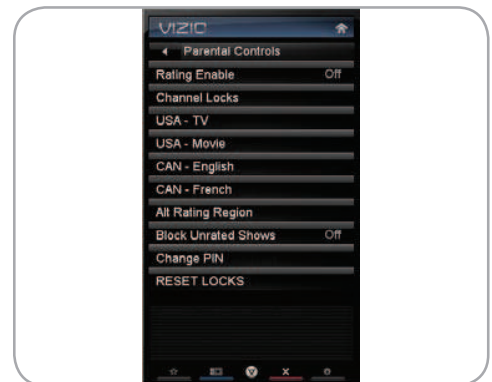 VIZIO
Parental Controls
Rating Enable Off
Channel Locks
USA - TV
USA - Movie
CAN - English
CAN - French
Alt Rating Region
Block Unrated Shows Off
Change PIN
RESET LOCKS